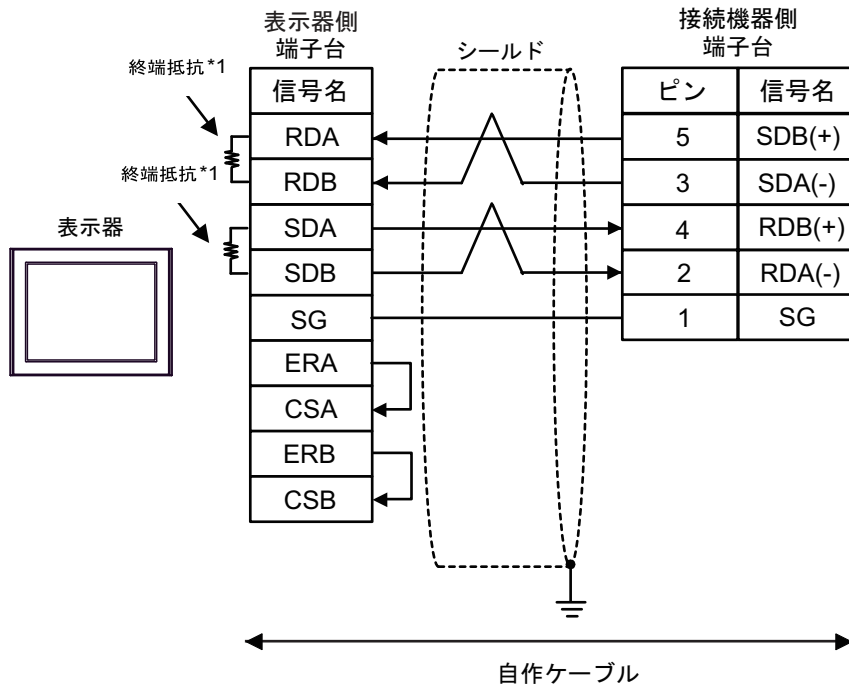 表示器側
端子台
接続機器側
端子台
シールド
終端抵抗*1
終端抵抗*1
表示器
信号名
RDA
RDB
SDA
SDB
SG
ERA
CSA
ERB
CSB
ピン 信号名
5 SDB(+)
3 SDA(-)
4 RDB(+)
2 RDA(-)
1 SG
自作ケーブル